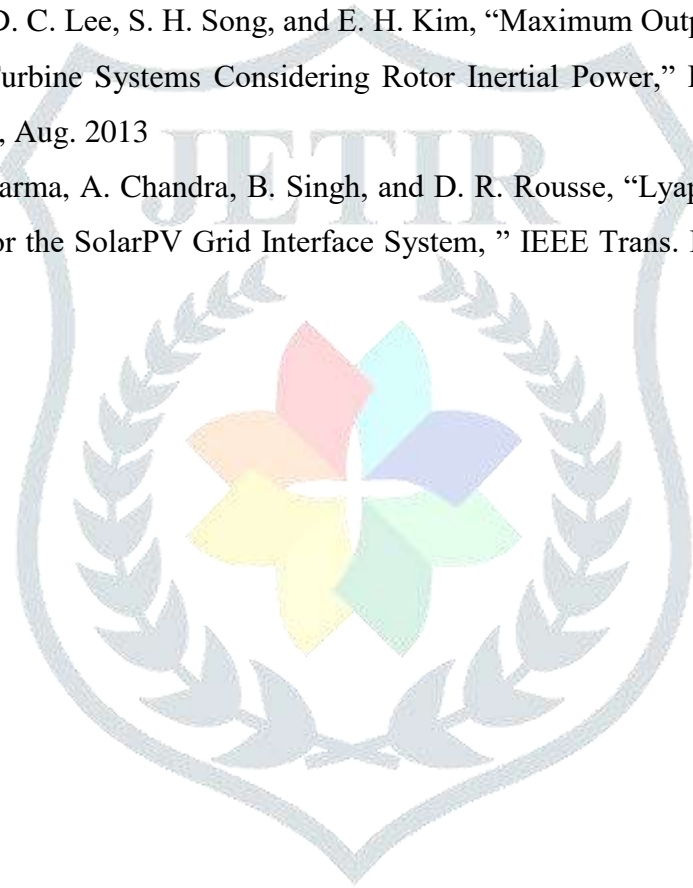 D. C. Lee, S. H. Song, and E. H. Kim, “Maximum Outp
Turbine Systems Considering Rotor Inertial Power,”
, Aug. 2013
JETIR
arma, A. Chandra, B. Singh, and D. R. Rousse, “Lyap
or the SolarPV Grid Interface System, ” IEEE Trans.